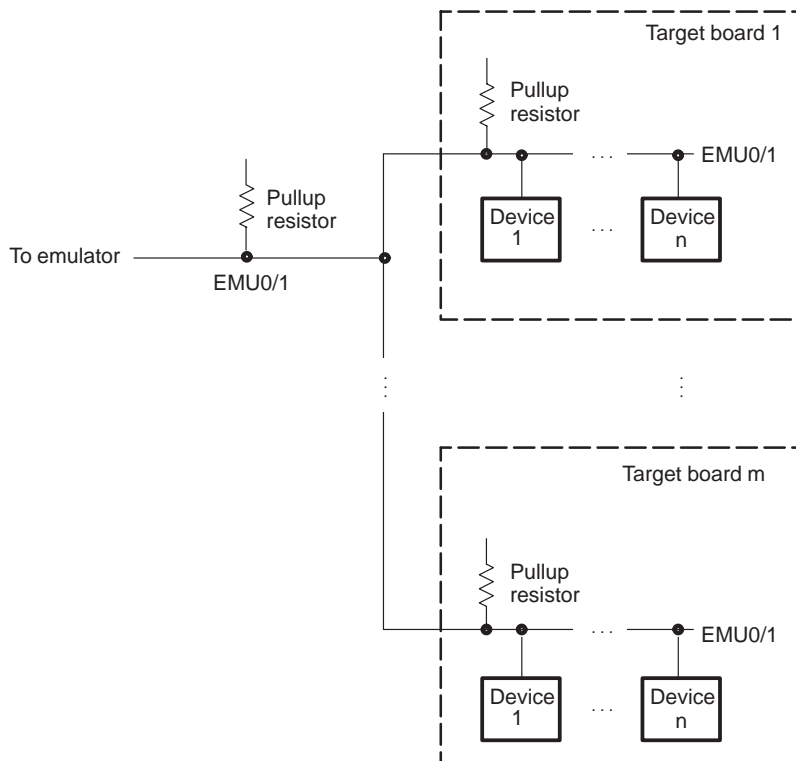 Target board 1
Pullup
resistor
EMU0/1
Device
1
...
Device
n
Pullup
resistor
To emulator
EMU0/1
...
...
Target board m
Pullup
resistor
...
EMU0/1
Device
1
...
Device
n